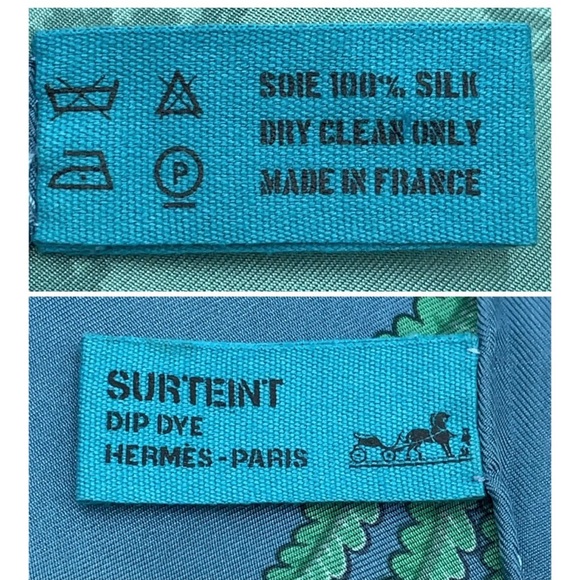 SOIE 100% SILK
DRY CLEAN ONLY
MADE IN FRANCE
P
SURTEINT
DIP DYE
HERMÈS-PARIS